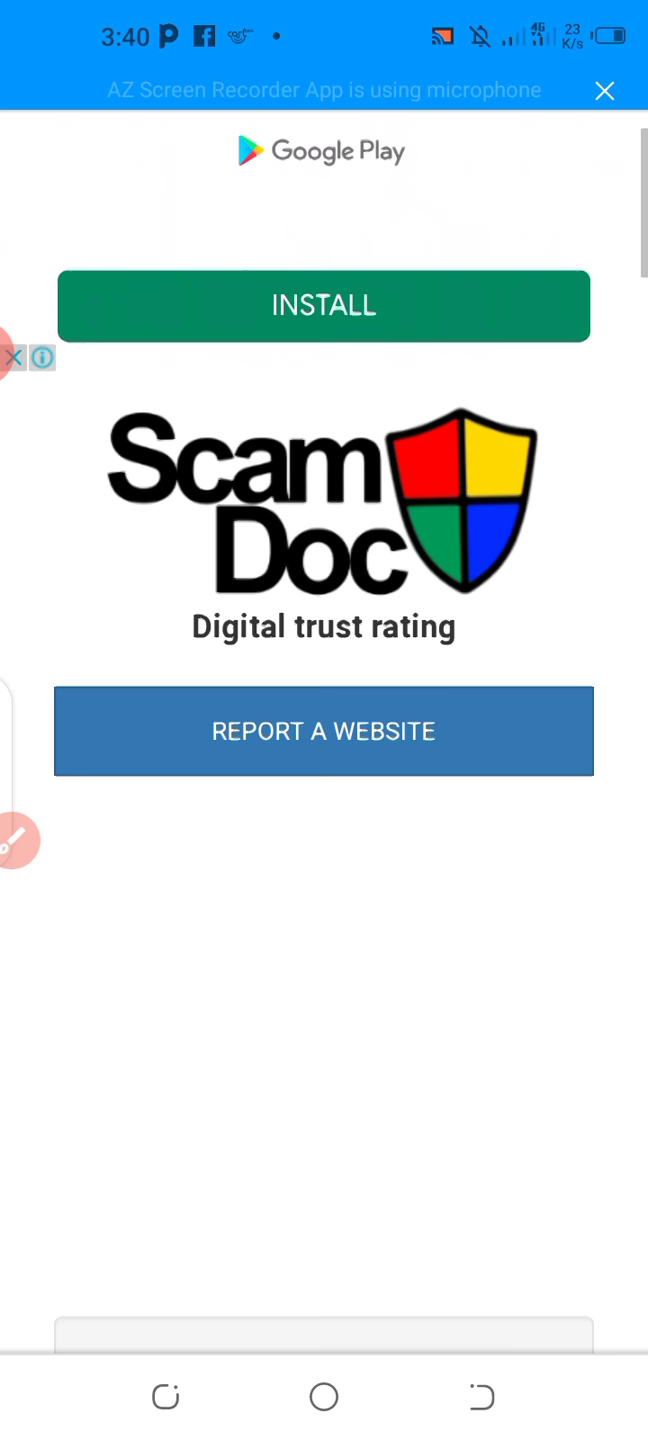 3:40
4G
23
K/s
AZ Screen Recorder App is using microphone
Google Play
INSTALL
Scam
Doc
Digital trust rating
REPORT A WEBSITE